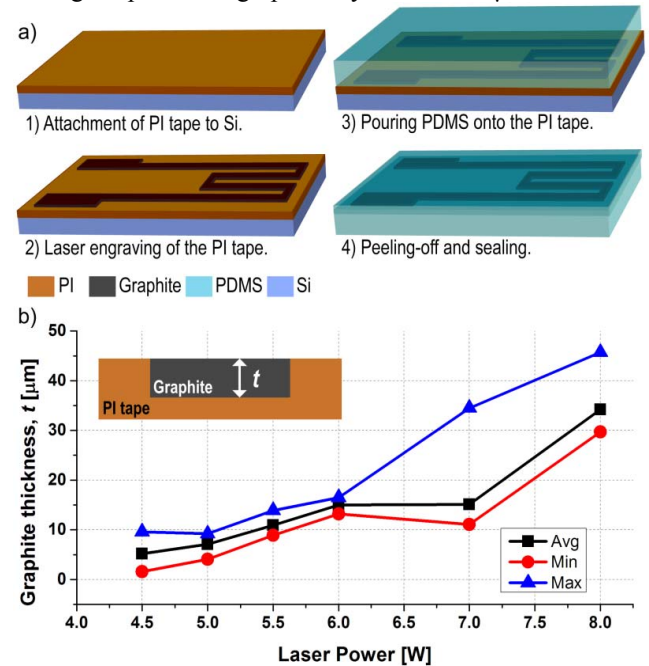 a)
1) Attachment of PI tape to Si.
3) Pouring PDMS onto the PI tape.
2) Laser engraving of the PI tape.
4) Peeling-off and sealing.
PI Graphite PDMS Si
b)
Graphite thickness, t [μm]
50
40
30
20
10
0
Graphite
t
PI tape
Avg
Min
Max
4.0 4.5 5.0 5.5 6.0 6.5 7.0 7.5 8.0
Laser Power [W]